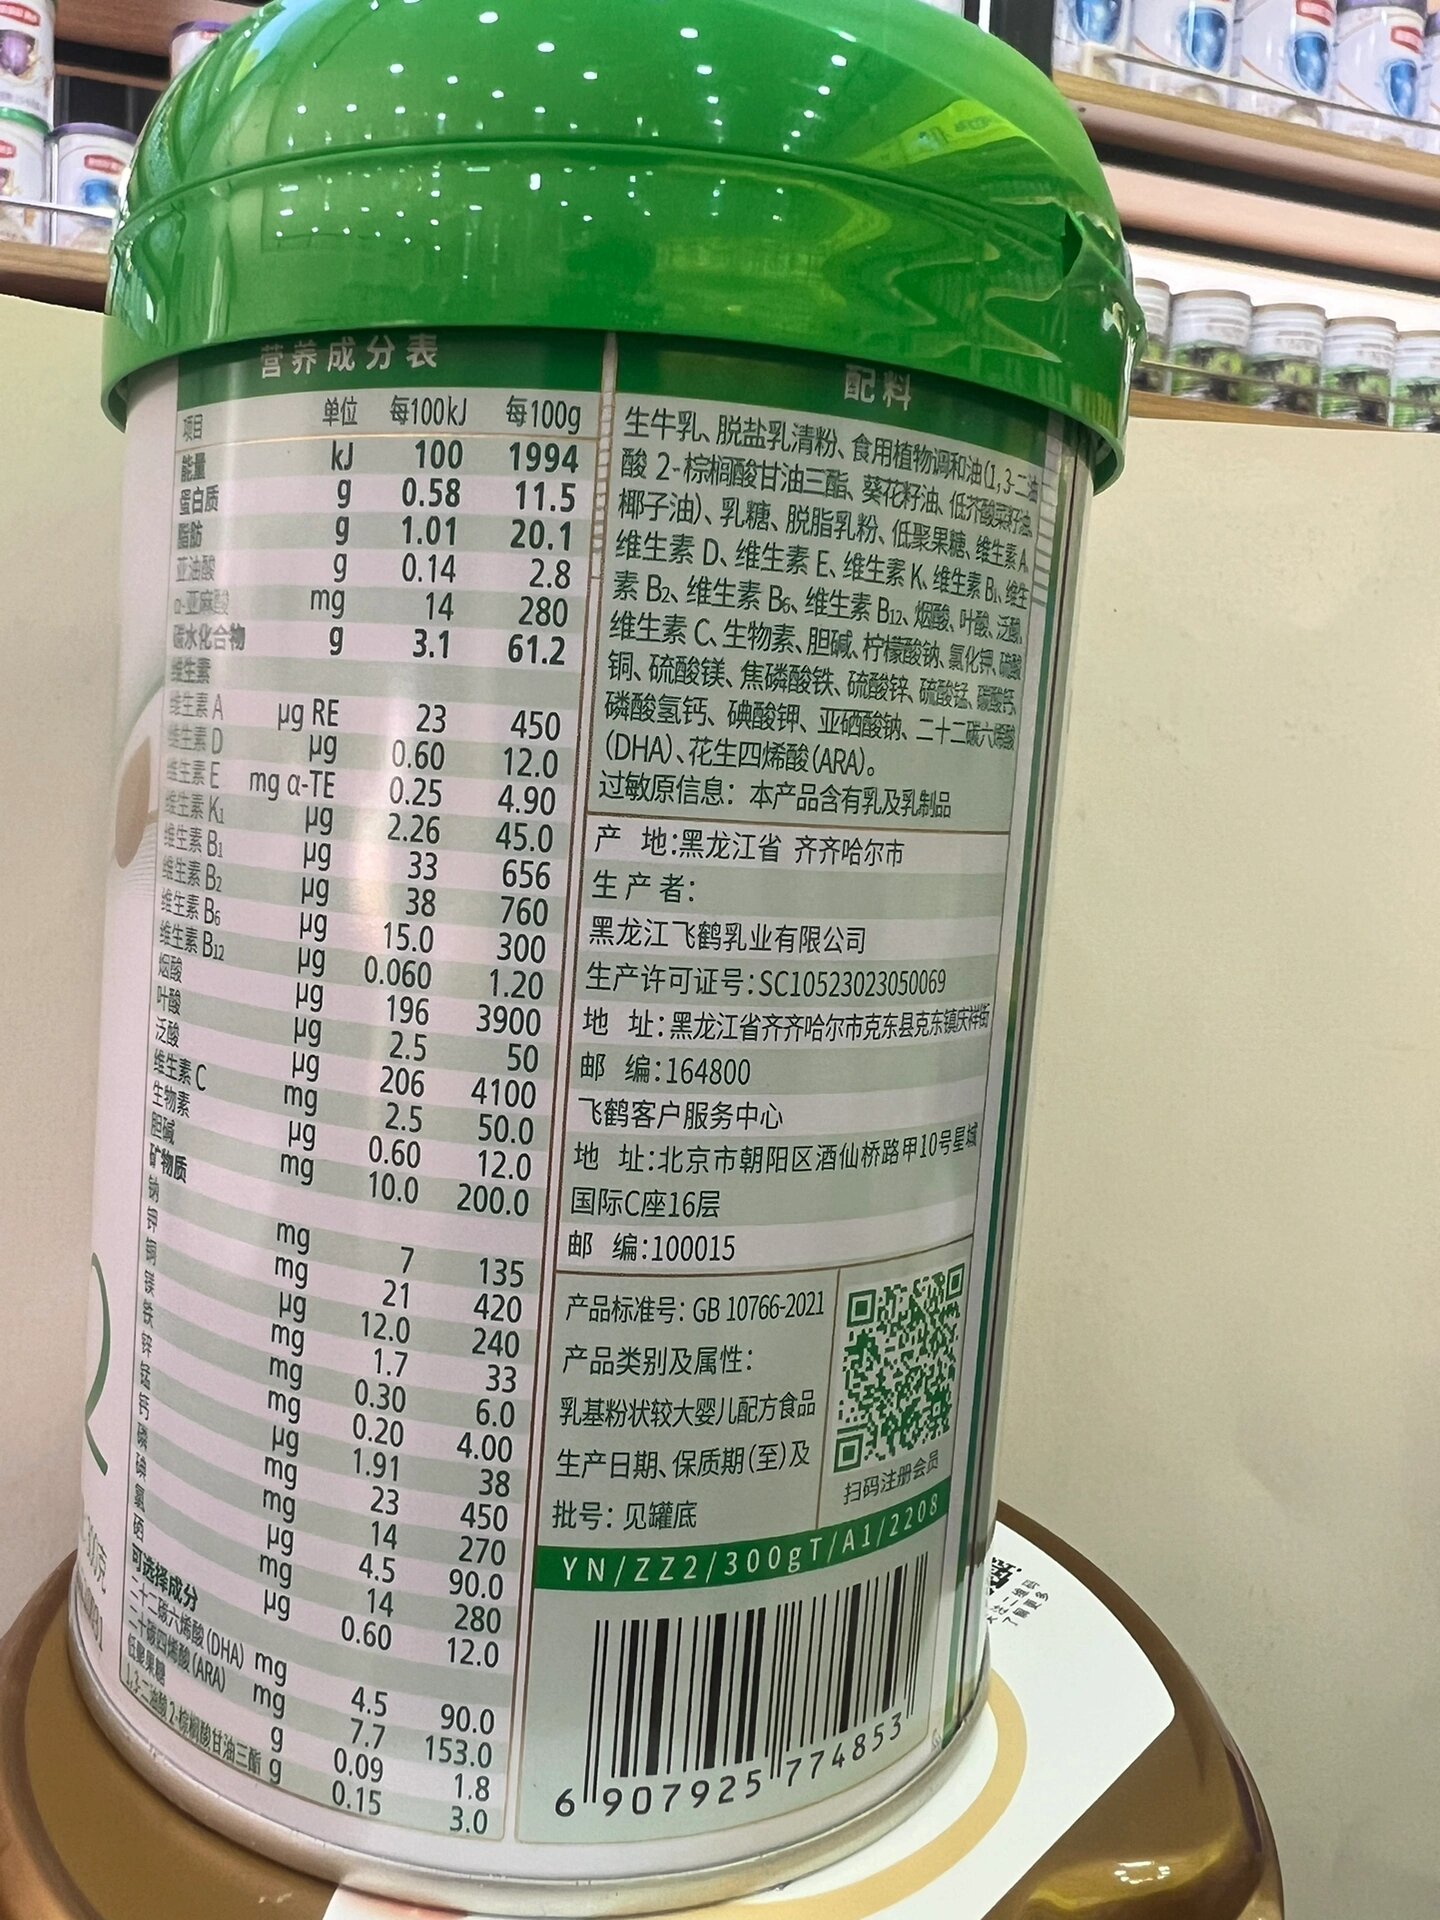 营养成分表
项目 单位 每100kJ 每100g
能量 kJ 100 1994
蛋白质 g 0.58 11.5
脂肪 g 1.01 20.1
亚油酸 g 0.14 2.8
α-亚麻酸 mg 14 280
碳水化合物 g 3.1 61.2
维生素
维生素 A μg RE 23 450
维生素 D μg 0.60 12.0
维生素 E mg α-TE 0.25 4.90
维生素 K₁ μg 2.26 45.0
维生素 B₁ μg 33 656
维生素 B₂ μg 38 760
维生素 B₆ μg 15.0 300
维生素 B₁₂ μg 0.060 1.20
烟酸 μg 196 3900
叶酸 μg 2.5 50
泛酸 μg 206 4100
维生素 C mg 2.5 50.0
生物素 μg 0.60 12.0
胆碱 mg 10.0 200.0
矿物质
钠 mg 7 135
钾 mg 21 420
铜 μg 12.0 240
镁 mg 1.7 33
铁 mg 0.30 6.0
锌 mg 0.20 4.00
锰 μg 1.91 38
钙 mg 23 450
磷 mg 14 270
碘 μg 4.5 90.0
氯 mg 14 280
硒 μg 0.60 12.0
可选择成分
二十二碳六烯酸(DHA) mg 4.5 90.0
二十碳四烯酸(ARA) mg 7.7 153.0
低聚果糖 g 0.09 1.8
1,3-二油酸 2-棕榈酸甘油三酯 g 0.15 3.0
配料
生牛乳、脱盐乳清粉、食用植物调和油(1,3-二油
酸 2-棕榈酸甘油三酯、葵花籽油、低芥酸菜籽油、
椰子油)、乳糖、脱脂乳粉、低聚果糖、维生素 A、
维生素 D、维生素 E、维生素 K、维生素 B₁、维生
素 B₂、维生素 B₆、维生素 B₁₂、烟酸、叶酸、泛酸、
维生素 C、生物素、胆碱、柠檬酸钠、氯化钾、硫酸
铜、硫酸镁、焦磷酸铁、硫酸锌、硫酸锰、碳酸钙、
磷酸氢钙、碘酸钾、亚硒酸钠、二十二碳六烯酸
(DHA)、花生四烯酸(ARA)。
过敏原信息：本产品含有乳及乳制品
产 地:黑龙江省 齐齐哈尔市
生产者:
黑龙江飞鹤乳业有限公司
生产许可证号:SC10523023050069
地 址:黑龙江省齐齐哈尔市克东县克东镇庆祥街
邮 编:164800
飞鹤客户服务中心
地 址:北京市朝阳区酒仙桥路甲10号星城
国际C座16层
邮 编:100015
产品标准号: GB 10766-2021
产品类别及属性:
乳基粉状较大婴儿配方食品
生产日期、保质期(至)及
批号: 见罐底
扫码注册会员
YN/ZZ2/300gT/A1/2208
6 907925 774853
2